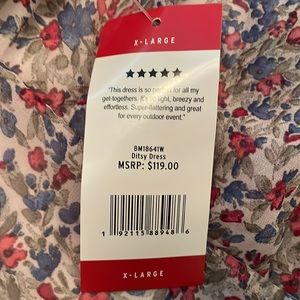 X-LARGE
"This dress is so perfect for all my
get-togethers. It's so light, breezy and
effortless. Super-flattering and great
for every outdoor event."
BM18641W
Ditsy Dress
MSRP: $119.00
1 92115 88948 6
X-LARGE